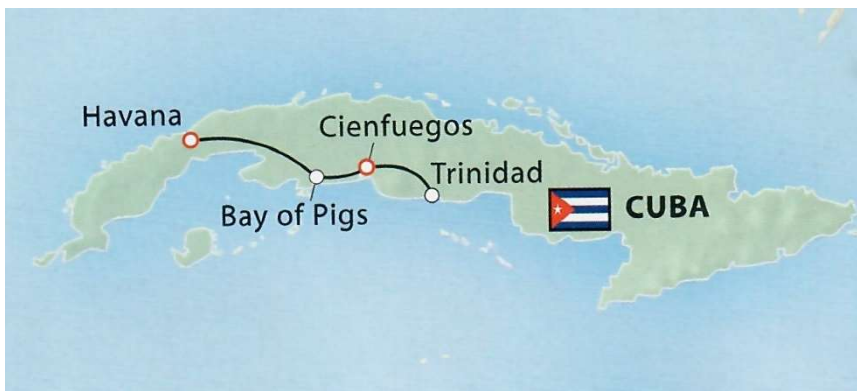 Havana
Cienfuegos
Trinidad
Bay of Pigs
CUBA